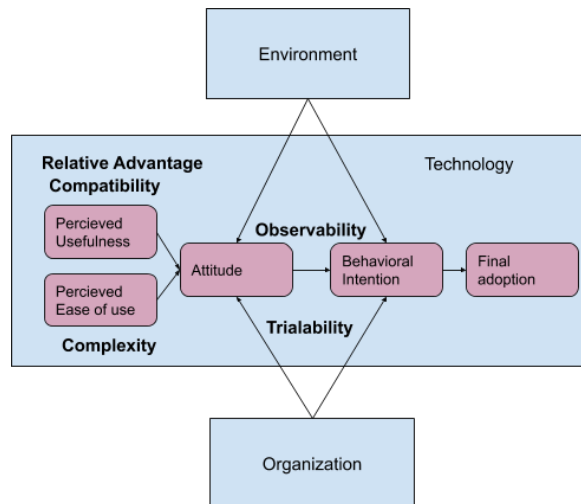 Environment
Relative Advantage
Technology
Compatibility
Percieved
Usefulness
Observability
Attitude
Behavioral
Intention
Final
adoption
Percieved
Ease of use
Trialability
Complexity
Organization